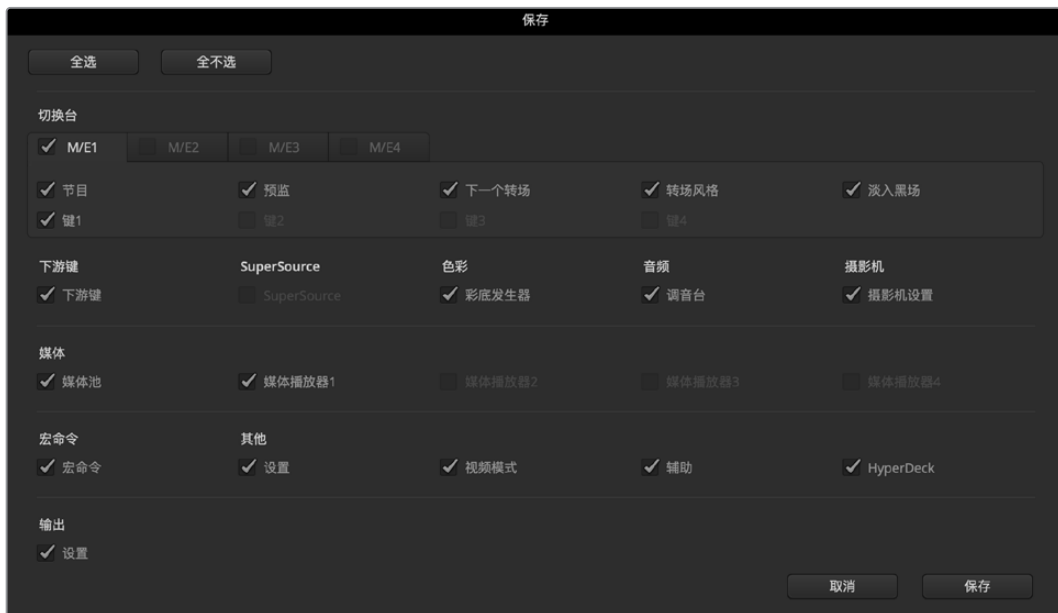 保存
全选 全不选
切换台
M/E1 M/E2 M/E3 M/E4
节目 预监 下一个转场 转场风格 淡入黑场
键1 键2 键3 键4
下游键 SuperSource 色彩 音频 摄影机
下游键 SuperSource 彩底发生器 调音台 摄影机设置
媒体
媒体池 媒体播放器1 媒体播放器2 媒体播放器3 媒体播放器4
宏命令 其他
宏命令 设置 视频模式 辅助 HyperDeck
输出
设置
取消 保存